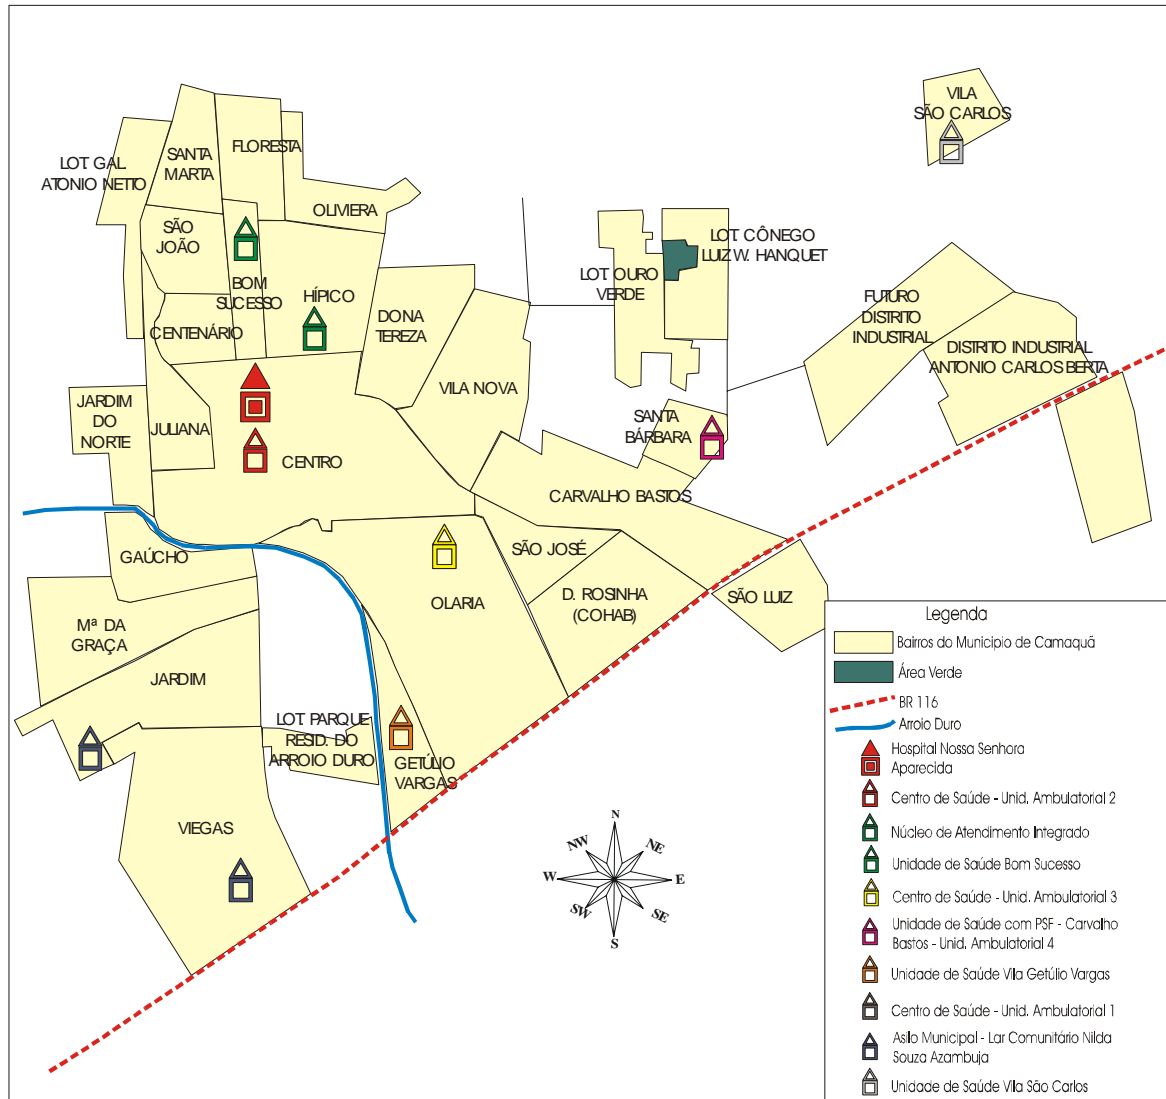 VILA
SÃO CARLOS
FLORESTA
SANTA
MARTA
LOT. GAL.
ATONIO NETTO
OLIVIERA
SÃO
JOÃO
LOT. CÔNEGO
LUIZ W. HANQUET
BOM
SUCESSO
LOT. OURO
VERDE
HÍPICO
FUTURO
DISTRITO
INDUSTRIAL
DONA
TEREZA
CENTENÁRIO
DISTRITO INDUSTRIAL
ANTONIO CARLOS BERTA
VILA NOVA
JARDIM
DO
NORTE
JULIANA
SANTA
BÁRBARA
CENTRO
CARVALHO BASTOS
GAÚCHO
SÃO JOSÉ
OLARIA
D. ROSINHA
(COHAB)
SÃO LUIZ
Mª DA
GRAÇA
JARDIM
LOT. PARQUE
RESID. DO
ARROIO DURO
GETÚLIO
VARGAS
VIEGAS
N
NW
NE
W
E
SW
SE
S
Legenda
Bairros do Municipio de Camaquã
Área Verde
BR 116
Arroio Duro
Hospital Nossa Senhora
Aparecida
Centro de Saúde - Unid. Ambulatorial 2
Núcleo de Atendimento Integrado
Unidade de Saúde Bom Sucesso
Centro de Saúde - Unid. Ambulatorial 3
Unidade de Saúde com PSF - Carvalho
Bastos - Unid. Ambulatorial 4
Unidade de Saúde Vila Getúlio Vargas
Centro de Saúde - Unid. Ambulatorial 1
Asilo Municipal - Lar Comunitário Nilda
Souza Azambuja
Unidade de Saúde Vila São Carlos